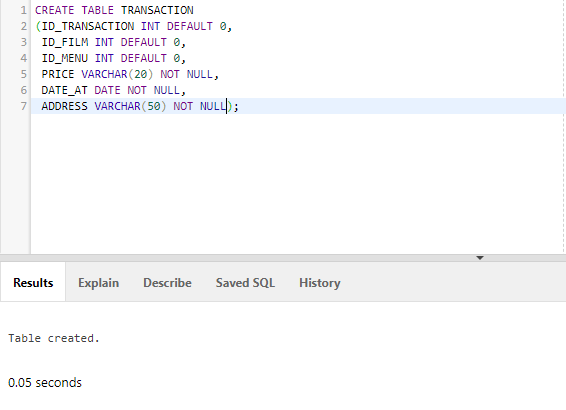 1 CREATE TABLE TRANSACTION
2 (ID_TRANSACTION INT DEFAULT 0,
3 ID_FILM INT DEFAULT 0,
4 ID_MENU INT DEFAULT 0,
5 PRICE VARCHAR(20) NOT NULL,
6 DATE_AT DATE NOT NULL,
7 ADDRESS VARCHAR(50) NOT NULL);
Results Explain Describe Saved SQL History
Table created.
0.05 seconds